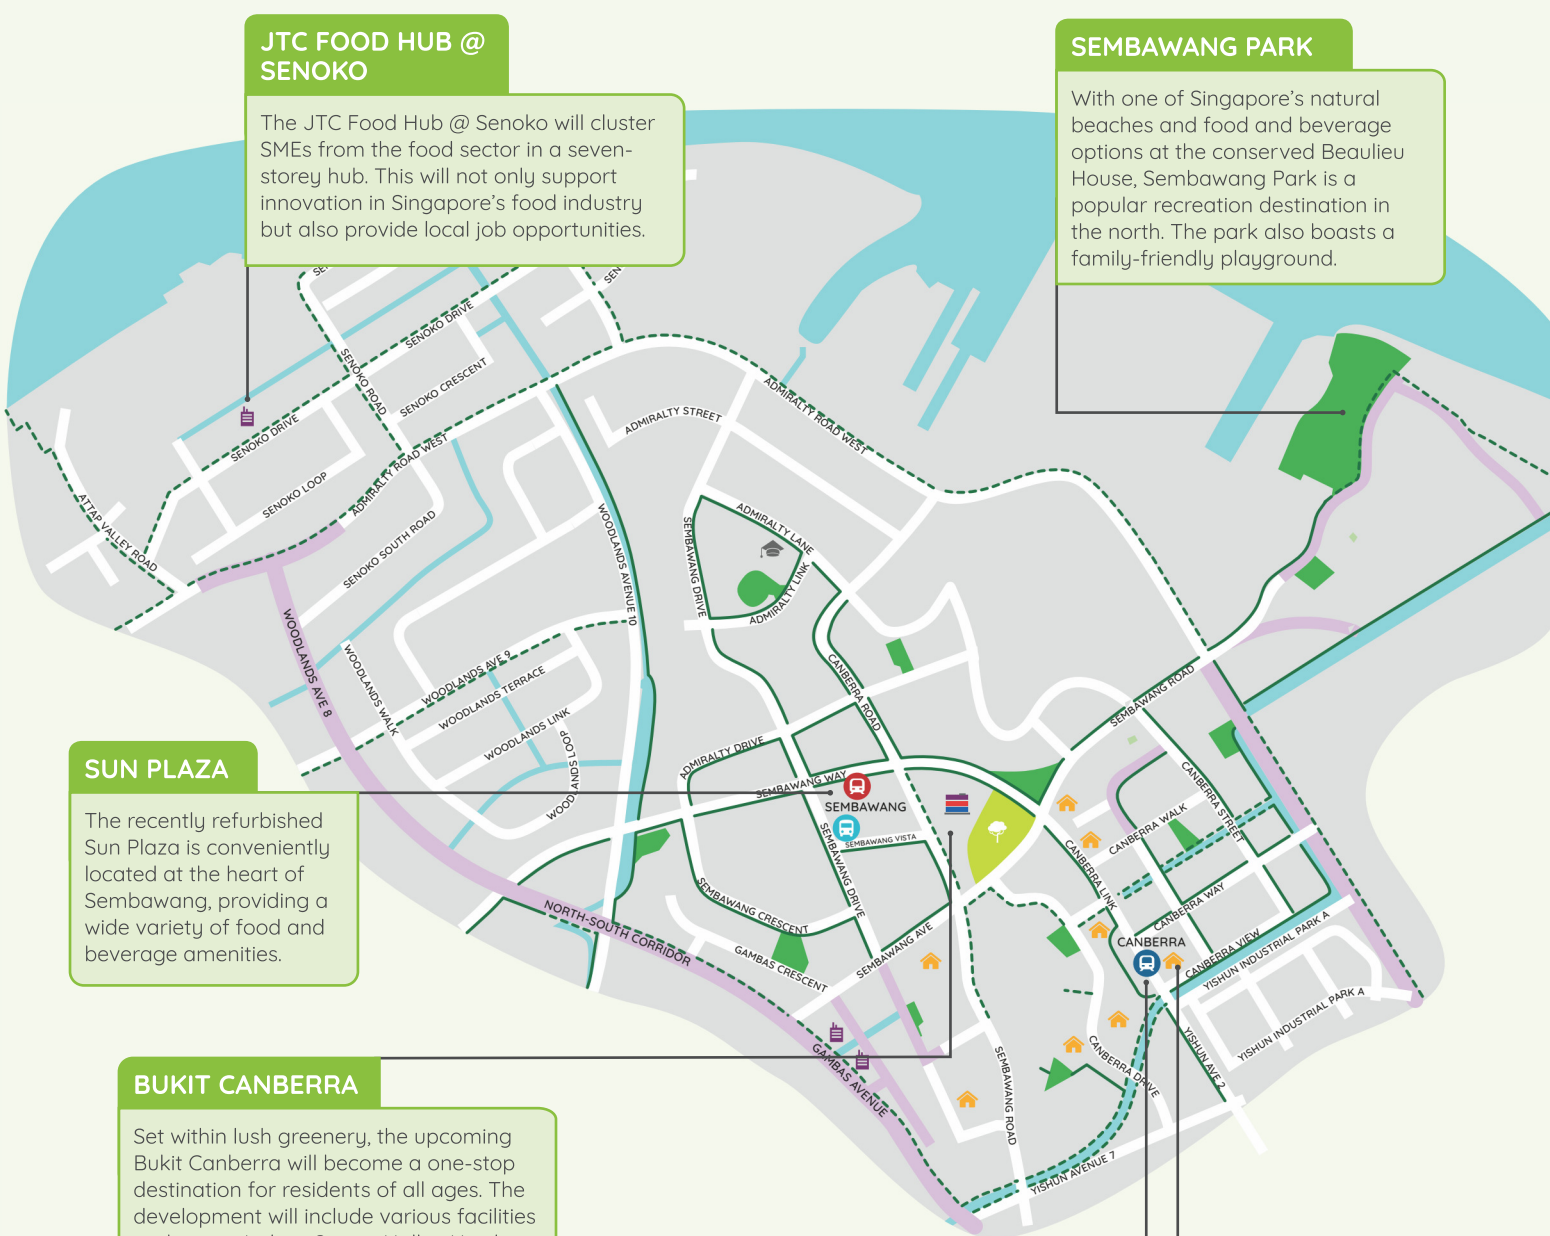 JTC FOOD HUB @
SENOKO
The JTC Food Hub @ Senoko will cluster
SMEs from the food sector in a seven-
storey hub. This will not only support
innovation in Singapore's food industry
but also provide local job opportunities.
SEMBAWANG PARK
With one of Singapore's natural
beaches and food and beverage
options at the conserved Beaulieu
House, Sembawang Park is a
popular recreation destination in
the north. The park also boasts a
family-friendly playground.
SENOKO DRIVE
SENOKO ROAD
SENOKO CRESCENT
SENOKO DRIVE
SENOKO LOOP
ADMIRALTY ROAD WEST
ATTAP VALLEY ROAD
SENOKO SOUTH ROAD
ADMIRALTY STREET
ADMIRALTY ROAD WEST
WOODLANDS AVENUE 10
SEMBAWANG DRIVE
ADMIRALTY LANE
ADMIRALTY LINK
WOODLANDS AVE 8
WOODLANDS WALK
WOODLANDS AVE 9
WOODLANDS TERRACE
WOODLANDS LINK
WOODLANDS LOOP
CANBERRA ROAD
ADMIRALTY DRIVE
SEMBAWANG WAY
SEMBAWANG
SEMBAWANG VISTA
SEMBAWANG DRIVE
SEMBAWANG ROAD
CANBERRA STREET
CANBERRA WALK
CANBERRA LINK
CANBERRA WAY
CANBERRA
CANBERRA VIEW
YISHUN INDUSTRIAL PARK A
YISHUN INDUSTRIAL PARK A
SUN PLAZA
The recently refurbished
Sun Plaza is conveniently
located at the heart of
Sembawang, providing a
wide variety of food and
beverage amenities.
NORTH-SOUTH CORRIDOR
SEMBAWANG CRESCENT
GAMBAS CRESCENT
SEMBAWANG AVE
GAMBAS AVENUE
SEMBAWANG ROAD
CANBERRA DRIVE
YISHUN AVE 2
YISHUN AVENUE 7
BUKIT CANBERRA
Set within lush greenery, the upcoming
Bukit Canberra will become a one-stop
destination for residents of all ages. The
development will include various facilities